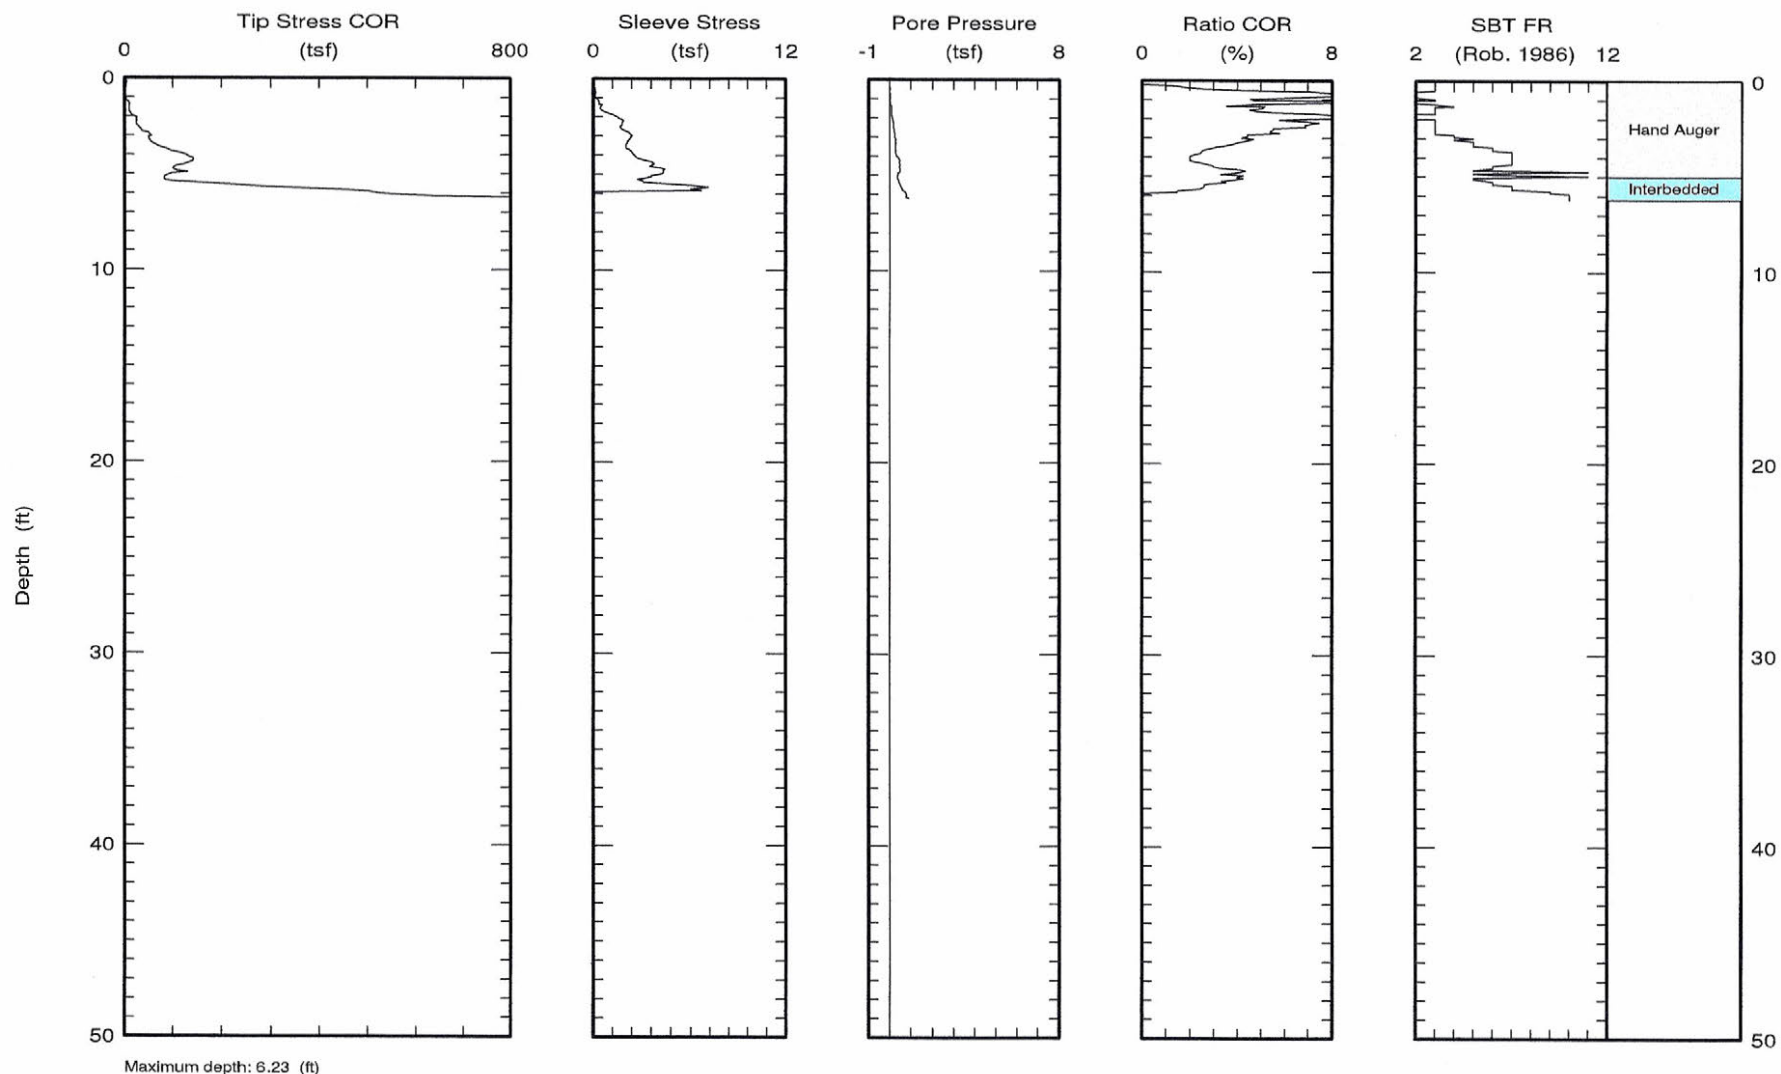 Tip Stress COR
(tsf)
0 800
Sleeve Stress
(tsf)
0 12
Pore Pressure
(tsf)
-1 8
Ratio COR
(%)
0 8
SBT FR
(Rob. 1986)
2 12
0
10
20
30
40
50
Depth (ft)
Hand Auger
Interbedded
0
10
20
30
40
50
Maximum depth: 6.23 (ft)